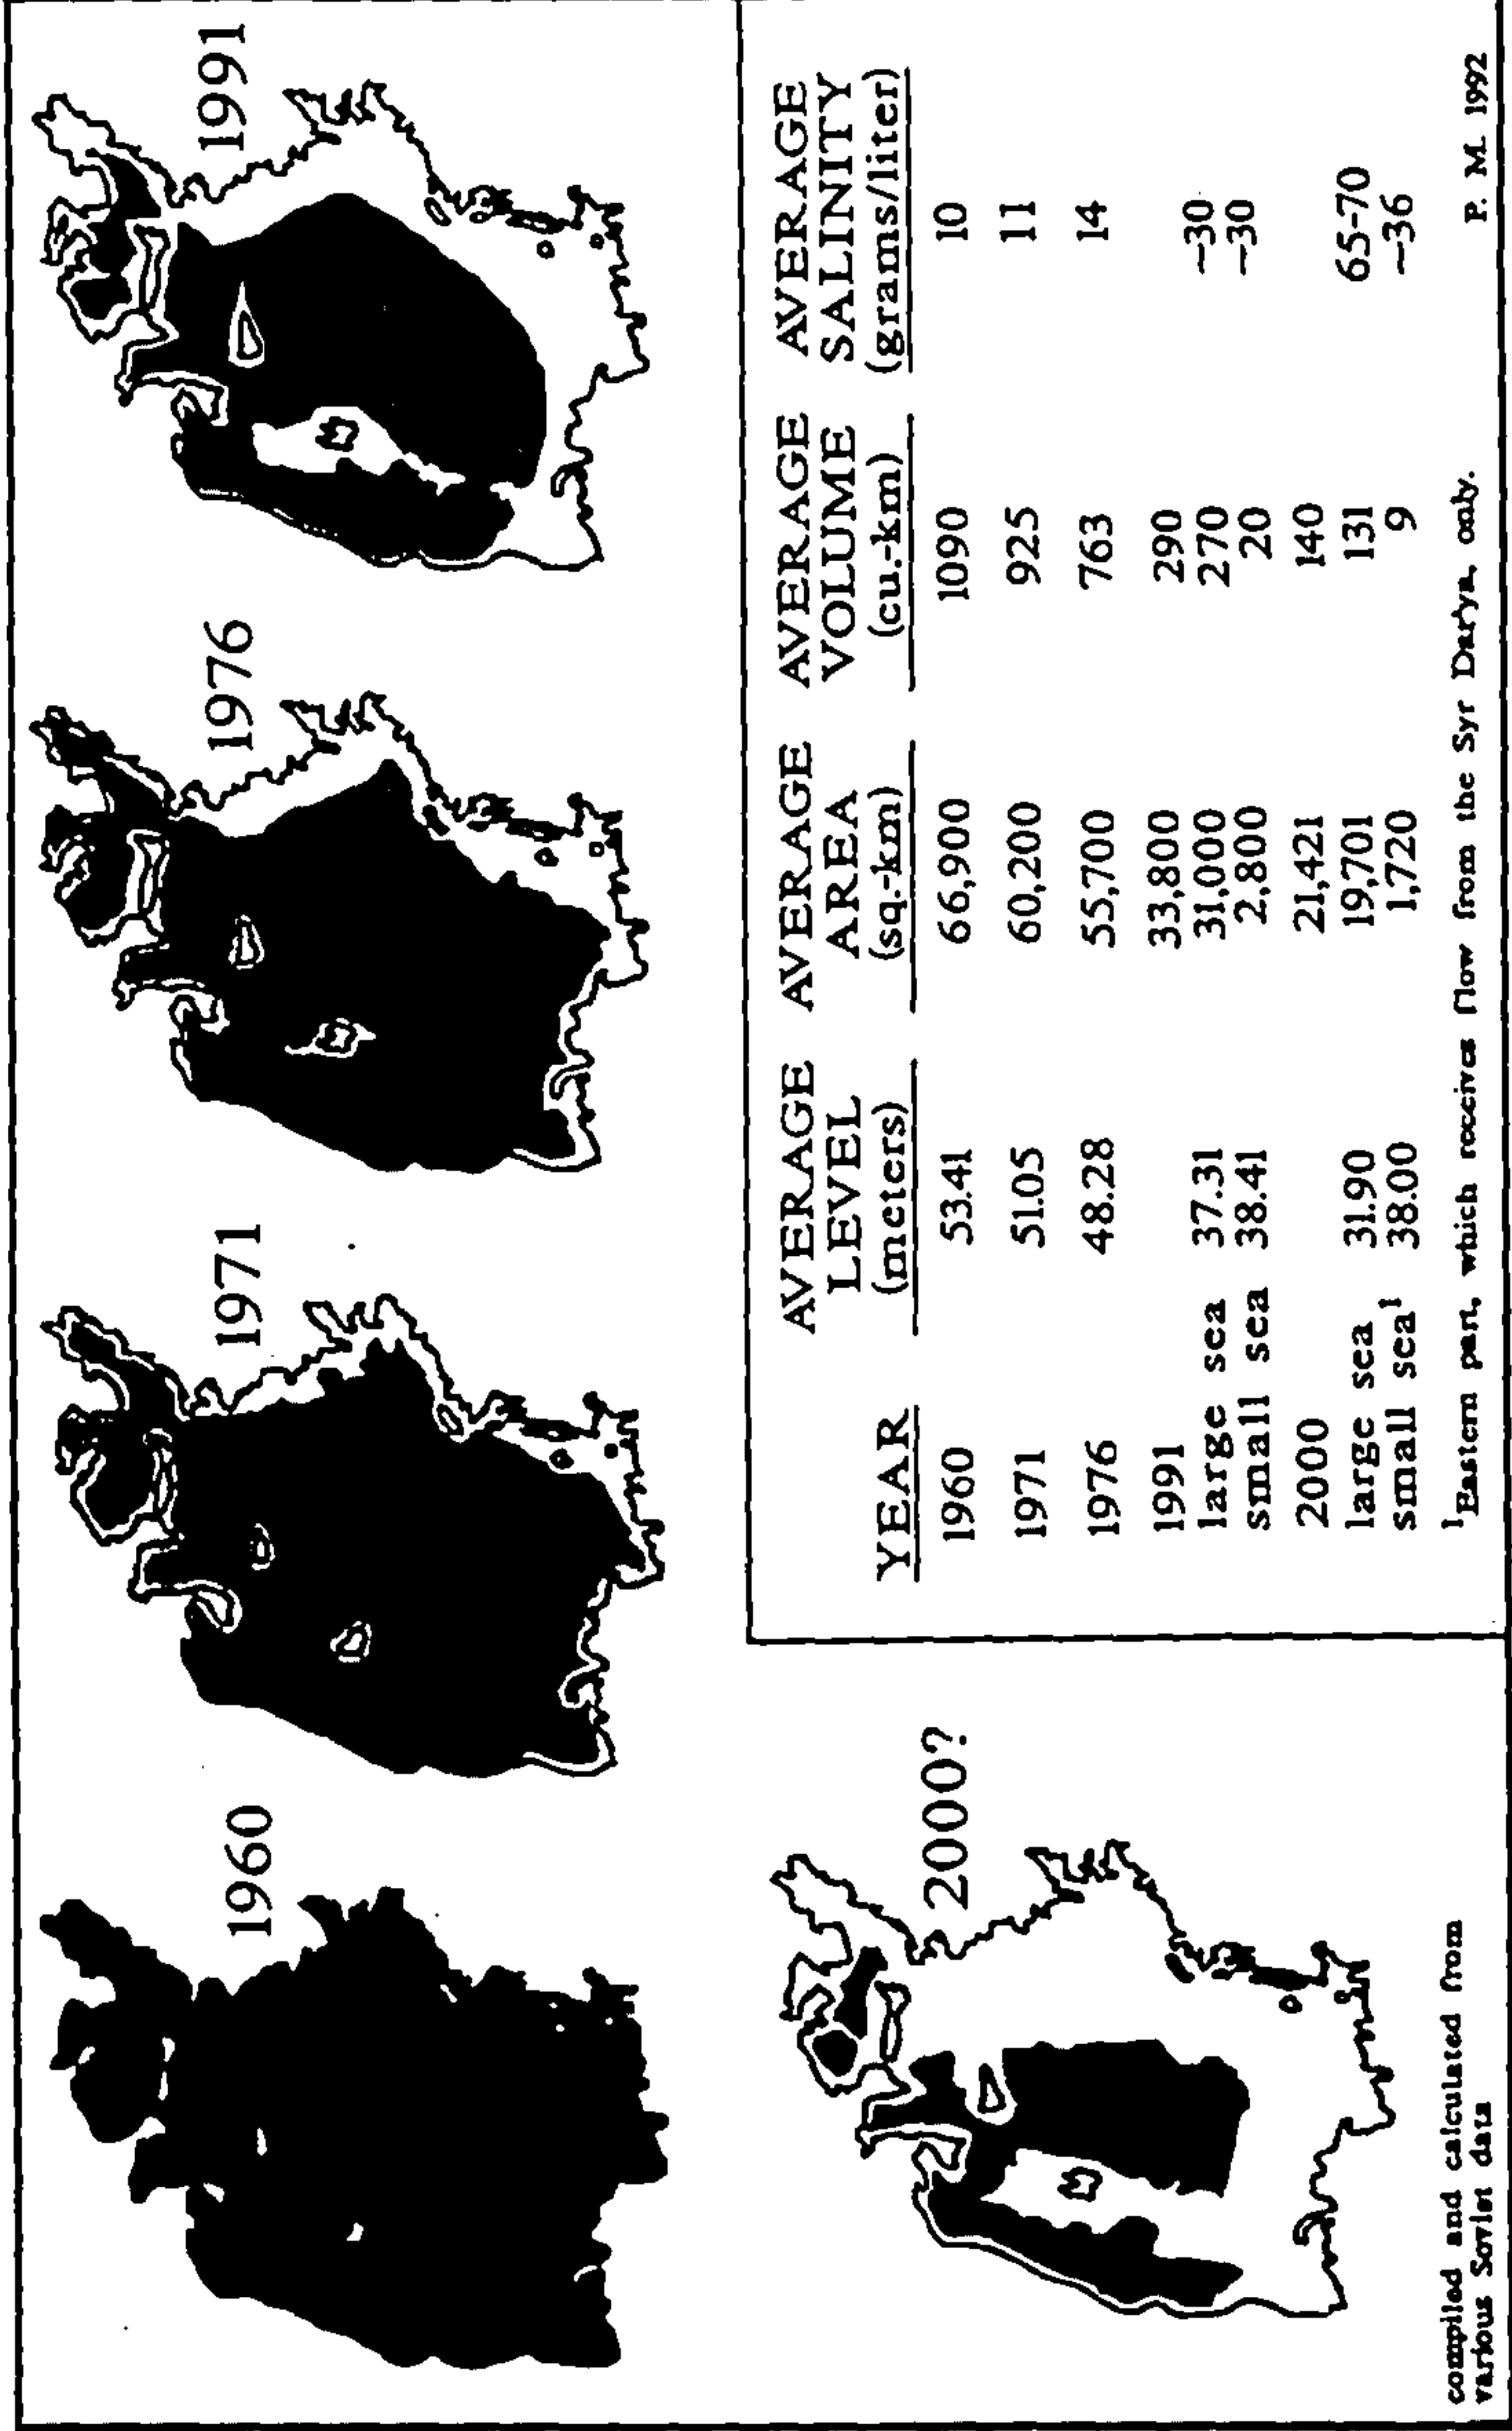 1960
1971
1976
1991
2000?
AVERAGE AVERAGE AVERAGE AVERAGE
LEVEL AREA VOLUME SALINITY
YEAR (meters) (sq.-km) (cu.-km) (grams/liter)
1960 53.41 66,900 1090 10
1971 51.05 60,200 925 11
1976 48.28 55,700 763 14
1991 33,800 290
large sea 37.31 31,000 270 ~30
small sea 38.41 2,800 20 ~30
2000 21,421 140
large sea 31.90 19,701 131 65-70
small sea¹ 38.00 1,720 9 ~36
¹Eastern part, which receives flow from the Syr Darya, only.
P. M. 1992
compiled and calculated from
various Soviet data